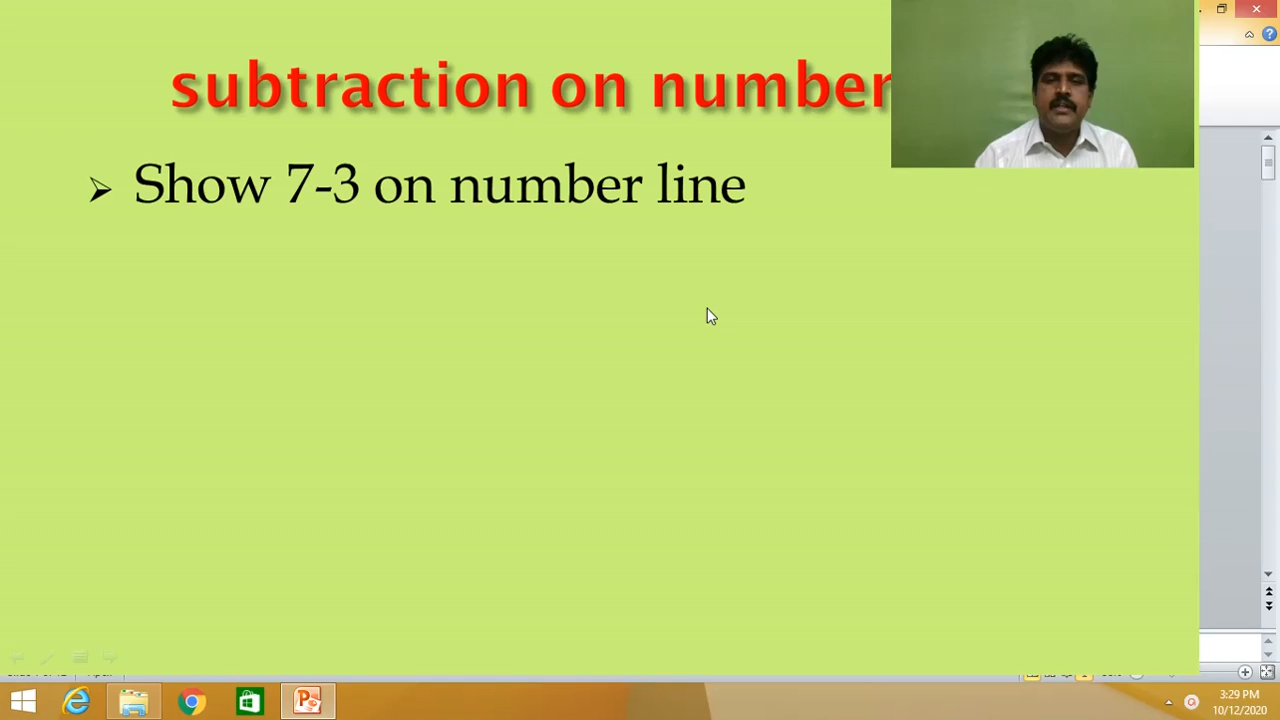 subtraction on number
➢ Show 7-3 on number line
3:29 PM
10/12/2020